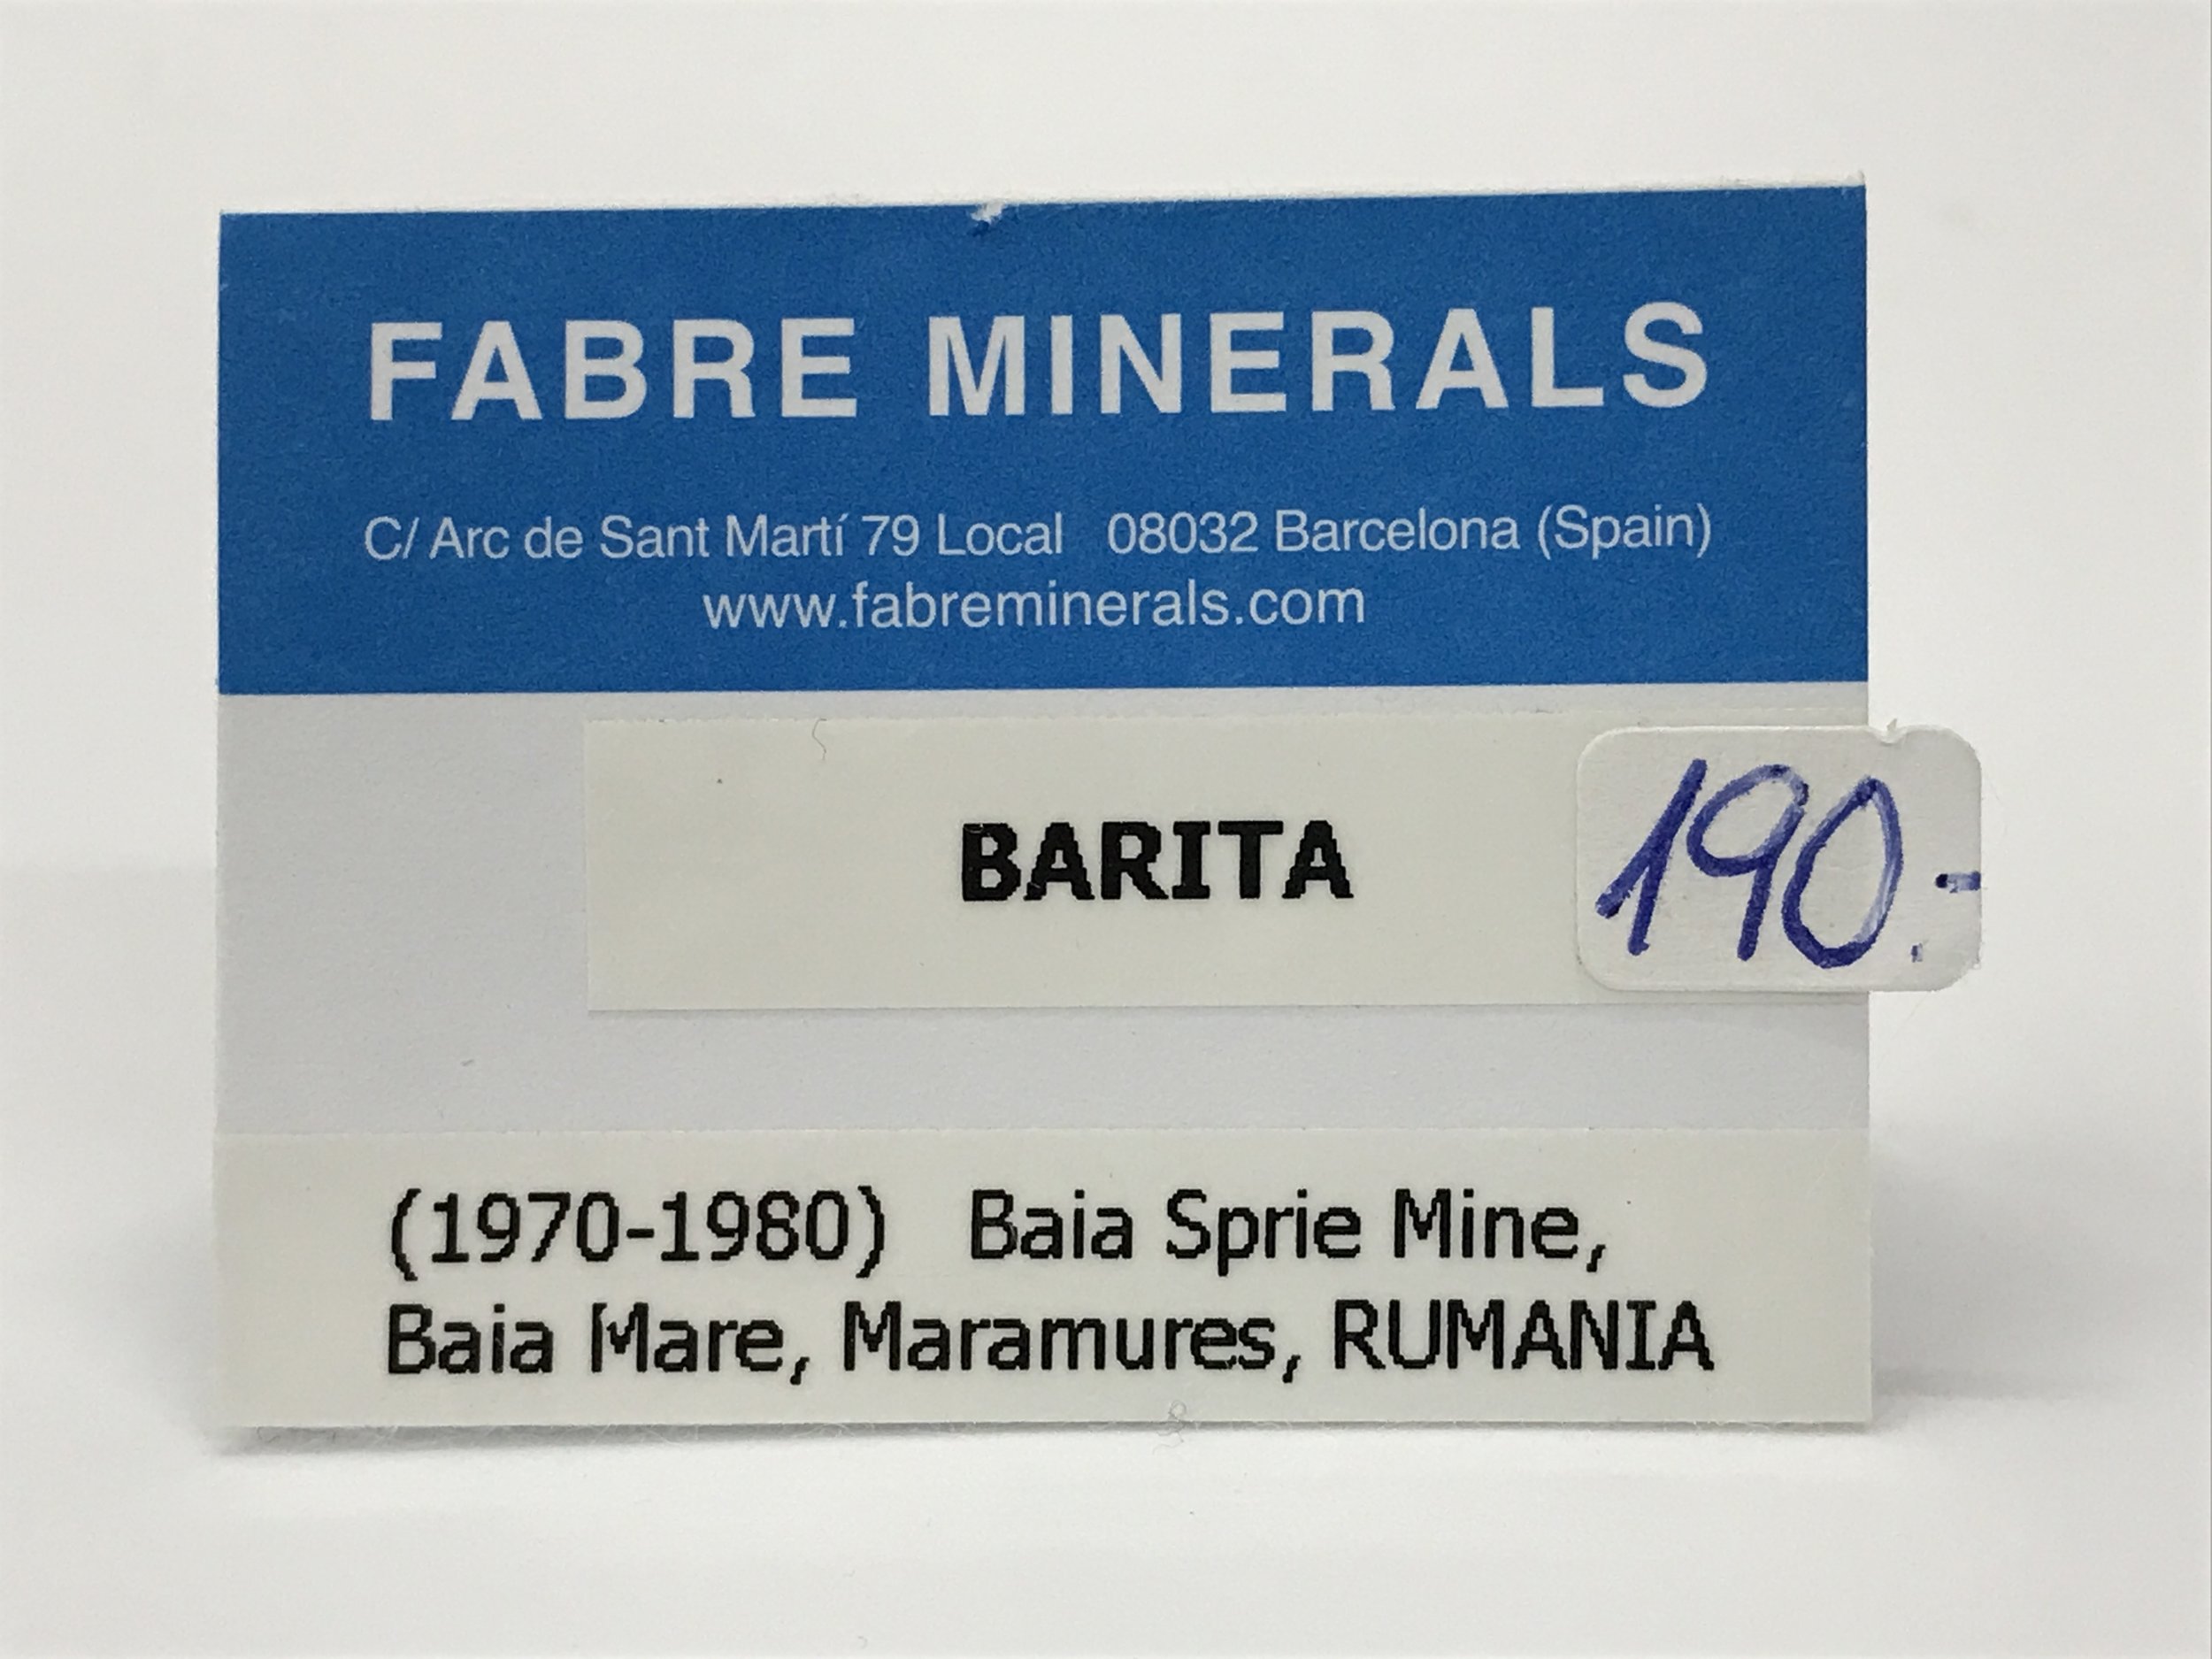 FABRE MINERALS
C/ Arc de Sant Martí 79 Local 08032 Barcelona (Spain)
www.fabreminerals.com
BARITA
190.-
(1970-1980) Baia Sprie Mine,
Baia Mare, Maramures, RUMANIA